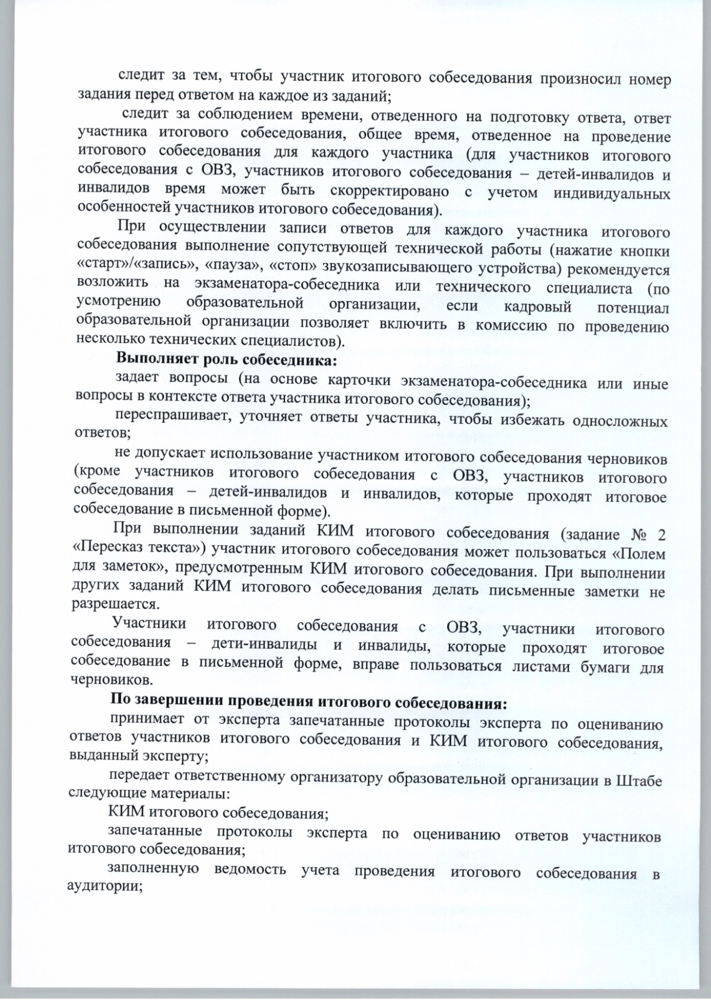 следит за тем, чтобы участник итогового собеседования произносил номер
задания перед ответом на каждое из заданий;
следит за соблюдением времени, отведенного на подготовку ответа, ответ
участника итогового собеседования, общее время, отведенное на проведение
итогового собеседования для каждого участника (для участников итогового
собеседования с ОВЗ, участников итогового собеседования – детей-инвалидов и
инвалидов время может быть скорректировано с учетом индивидуальных
особенностей участников итогового собеседования).
При осуществлении записи ответов для каждого участника итогового
собеседования выполнение сопутствующей технической работы (нажатие кнопки
«старт»/«запись», «пауза», «стоп» звукозаписывающего устройства) рекомендуется
возложить на экзаменатора-собеседника или технического специалиста (по
усмотрению образовательной организации, если кадровый потенциал
образовательной организации позволяет включить в комиссию по проведению
несколько технических специалистов).
Выполняет роль собеседника:
задает вопросы (на основе карточки экзаменатора-собеседника или иные
вопросы в контексте ответа участника итогового собеседования);
переспрашивает, уточняет ответы участника, чтобы избежать односложных
ответов;
не допускает использование участником итогового собеседования черновиков
(кроме участников итогового собеседования с ОВЗ, участников итогового
собеседования – детей-инвалидов и инвалидов, которые проходят итоговое
собеседование в письменной форме).
При выполнении заданий КИМ итогового собеседования (задание № 2
«Пересказ текста») участник итогового собеседования может пользоваться «Полем
для заметок», предусмотренным КИМ итогового собеседования. При выполнении
других заданий КИМ итогового собеседования делать письменные заметки не
разрешается.
Участники итогового собеседования с ОВЗ, участники итогового
собеседования – дети-инвалиды и инвалиды, которые проходят итоговое
собеседование в письменной форме, вправе пользоваться листами бумаги для
черновиков.
По завершении проведения итогового собеседования:
принимает от эксперта запечатанные протоколы эксперта по оцениванию
ответов участников итогового собеседования и КИМ итогового собеседования,
выданный эксперту;
передает ответственному организатору образовательной организации в Штабе
следующие материалы:
КИМ итогового собеседования;
запечатанные протоколы эксперта по оцениванию ответов участников
итогового собеседования;
заполненную ведомость учета проведения итогового собеседования в
аудитории;